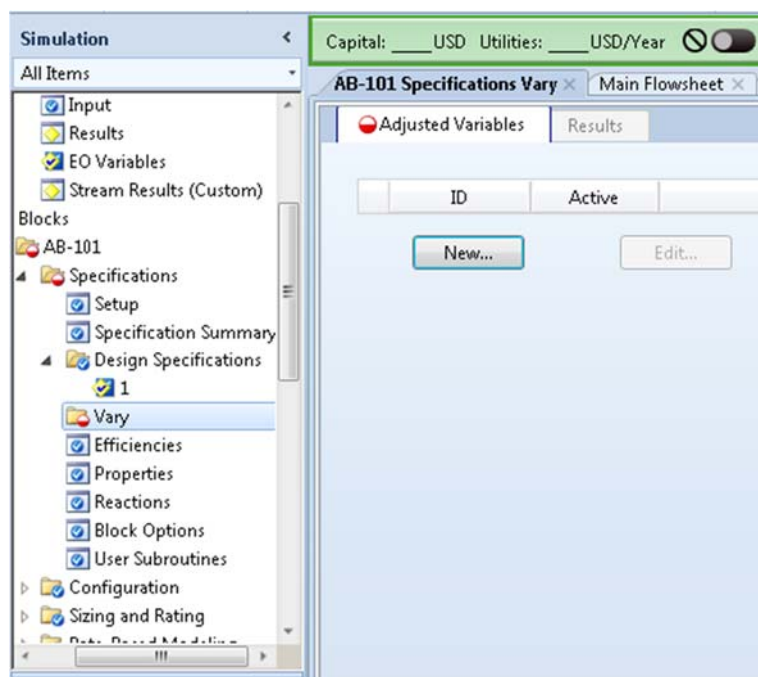 Simulation
All Items
Input
Results
EO Variables
Stream Results (Custom)
Blocks
AB-101
Specifications
Setup
Specification Summary
Design Specifications
1
Vary
Efficiencies
Properties
Reactions
Block Options
User Subroutines
Configuration
Sizing and Rating
Capital: ____USD Utilities: ____USD/Year
AB-101 Specifications Vary Main Flowsheet
Adjusted Variables Results
ID Active
New... Edit...